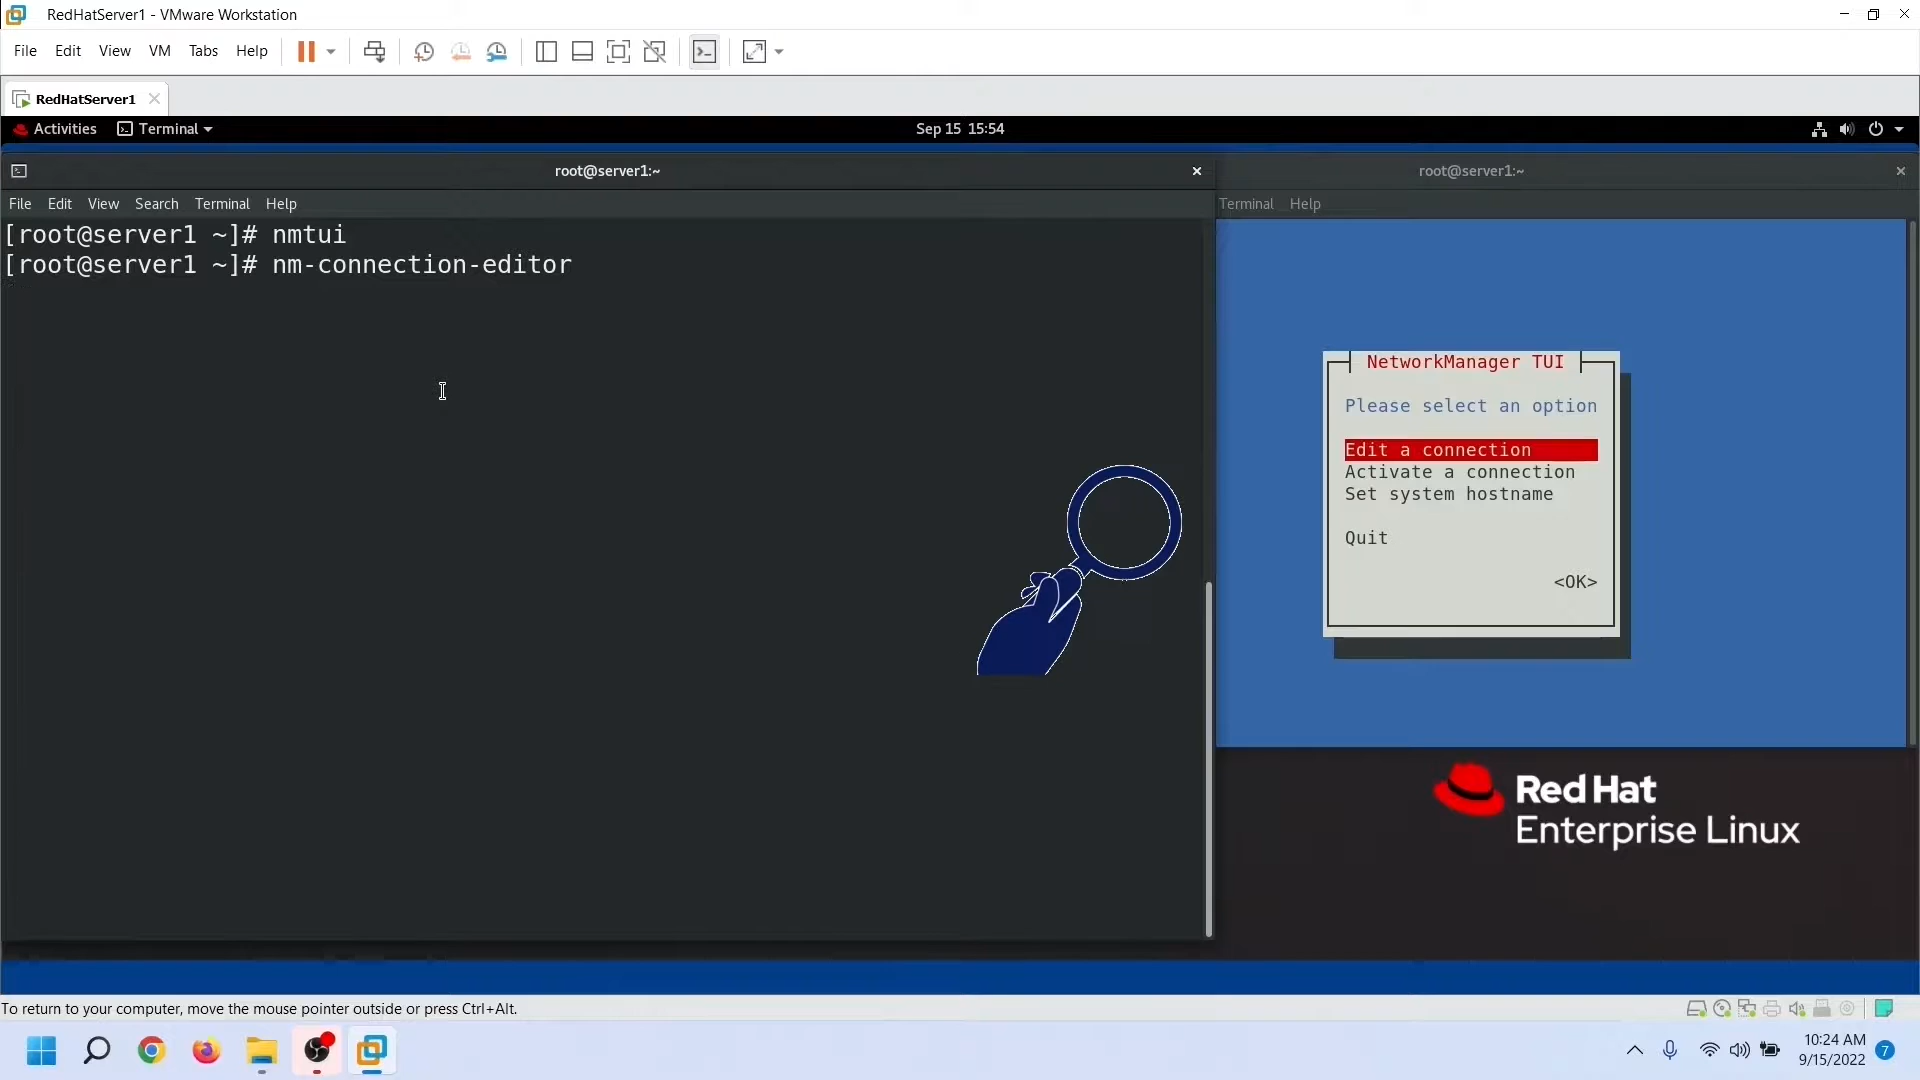 RedHatServer1 - VMware Workstation
File Edit View VM Tabs Help
RedHatServer1
Activities Terminal Sep 15 15:54
root@server1:~
File Edit View Search Terminal Help
[root@server1 ~]# nmtui
[root@server1 ~]# nm-connection-editor
root@server1:~
Terminal Help
NetworkManager TUI
Please select an option
Edit a connection
Activate a connection
Set system hostname
Quit
<OK>
Red Hat
Enterprise Linux
To return to your computer, move the mouse pointer outside or press Ctrl+Alt.
10:24 AM
9/15/2022
7